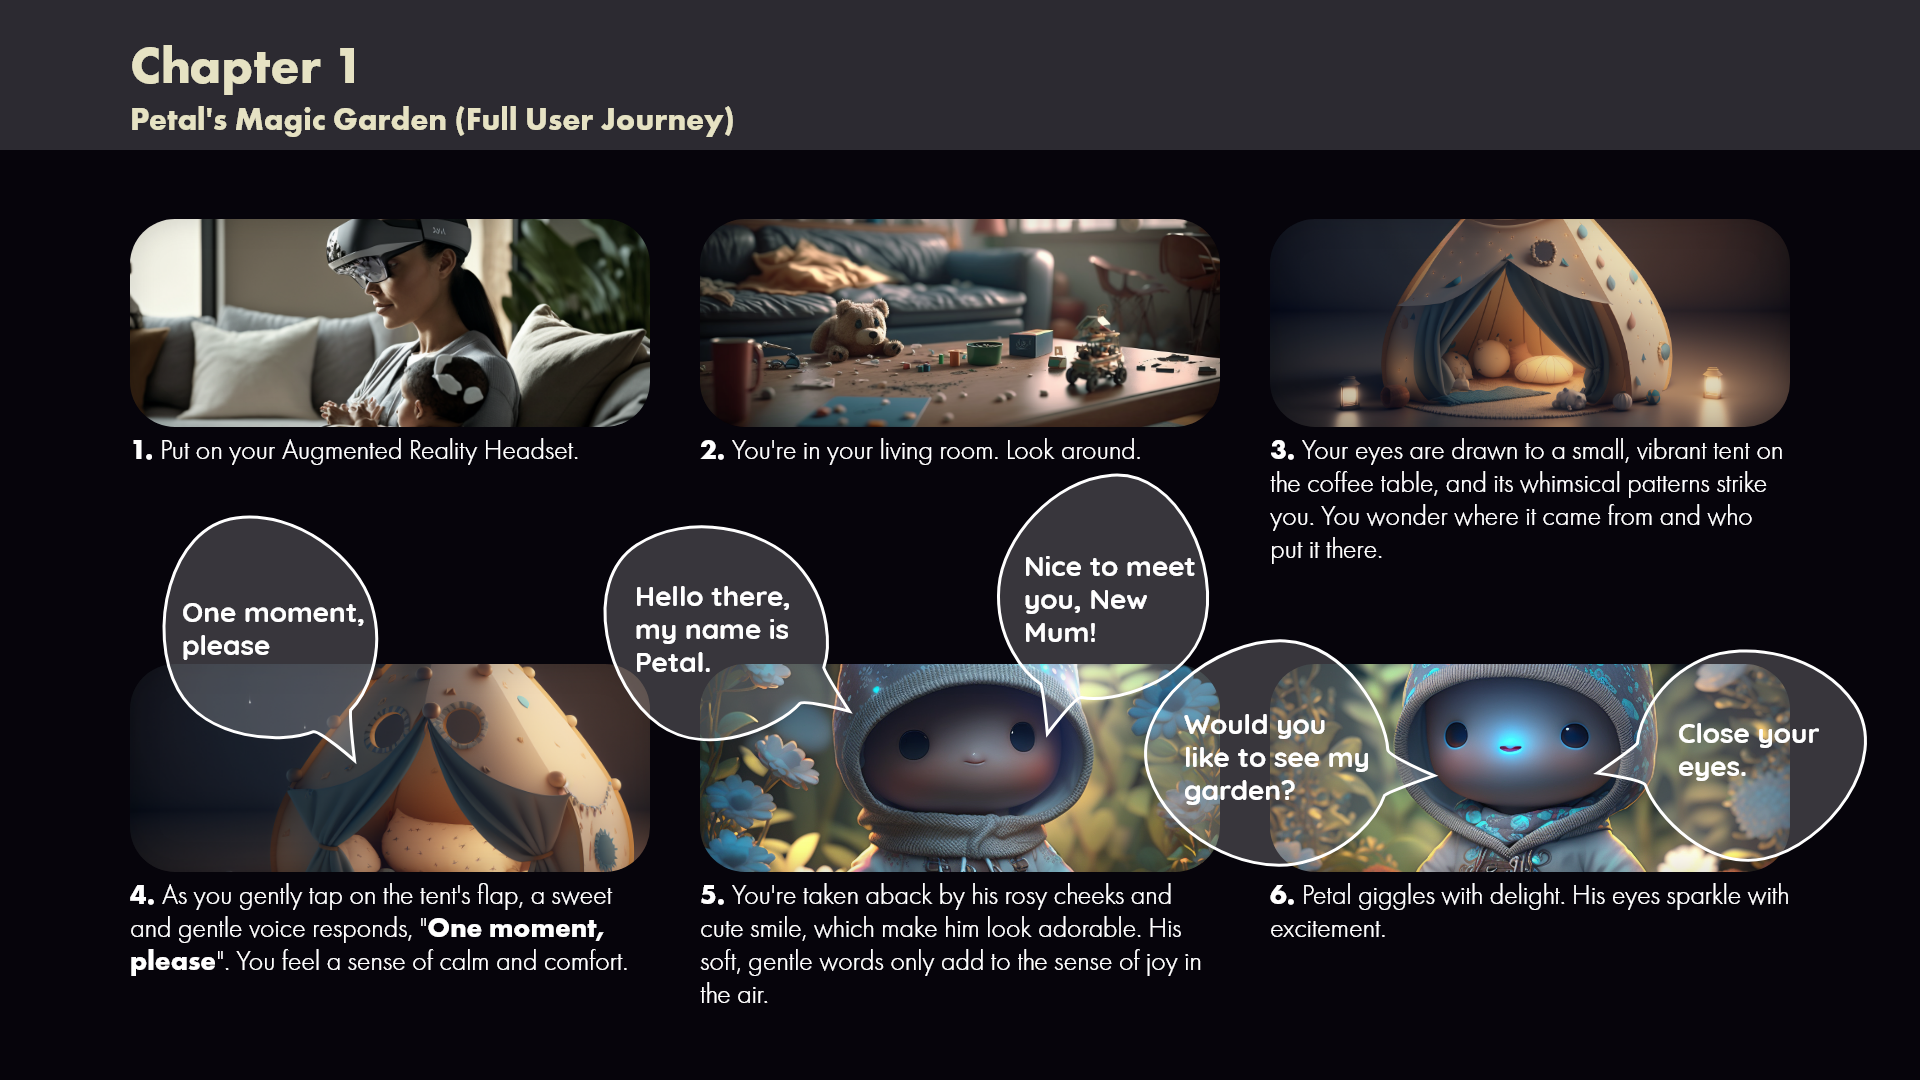 Chapter 1
Petal's Magic Garden (Full User Journey)
1. Put on your Augmented Reality Headset.
2. You're in your living room. Look around.
3. Your eyes are drawn to a small, vibrant tent on
the coffee table, and its whimsical patterns strike
you. You wonder where it came from and who
put it there.
One moment,
please
4. As you gently tap on the tent's flap, a sweet
and gentle voice responds, "One moment,
please". You feel a sense of calm and comfort.
Hello there,
my name is
Petal.
Nice to meet
you, New
Mum!
5. You're taken aback by his rosy cheeks and
cute smile, which make him look adorable. His
soft, gentle words only add to the sense of joy in
the air.
Would you
like to see my
garden?
Close your
eyes.
6. Petal giggles with delight. His eyes sparkle with
excitement.